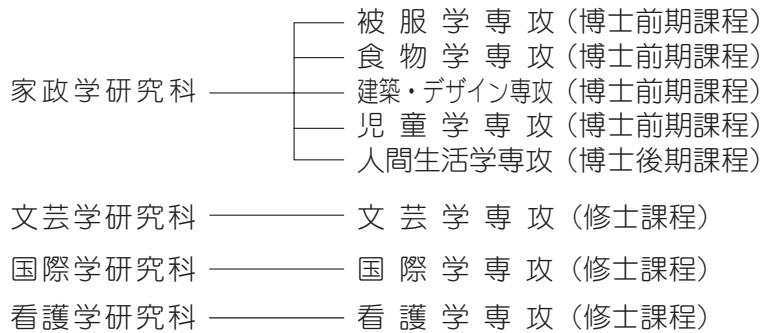 被服学専攻（博士前期課程）
食物学専攻（博士前期課程）
家政学研究科 建築・デザイン専攻（博士前期課程）
児童学専攻（博士前期課程）
人間生活学専攻（博士後期課程）
文芸学研究科 文芸学専攻（修士課程）
国際学研究科 国際学専攻（修士課程）
看護学研究科 看護学専攻（修士課程）